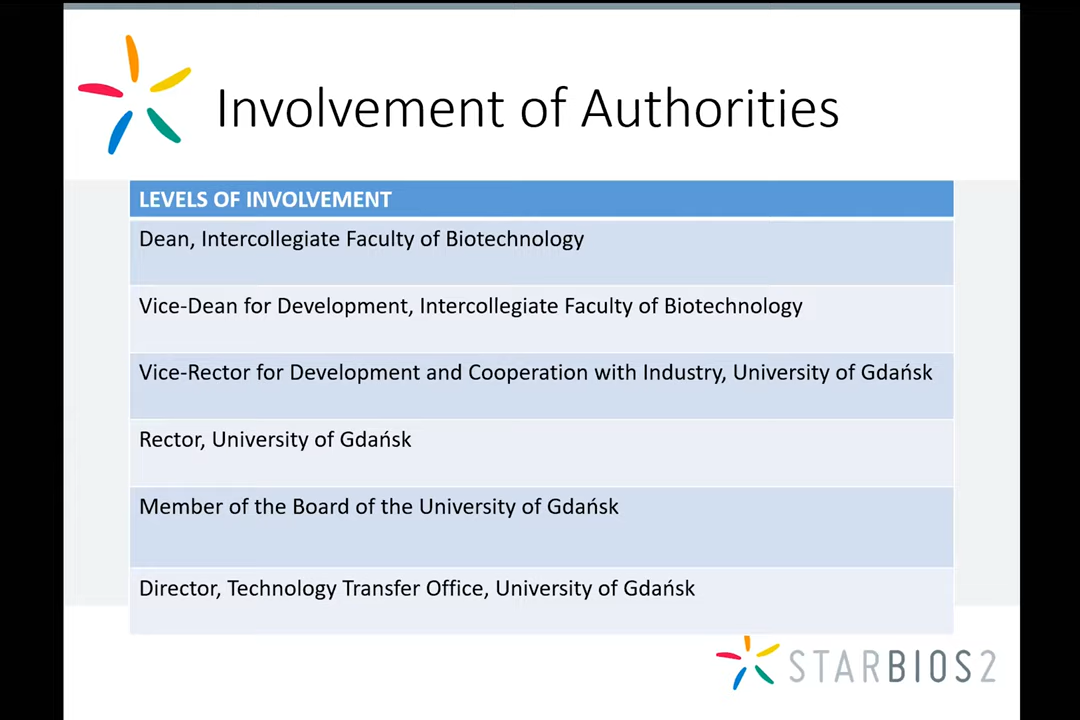 Involvement of Authorities
LEVELS OF INVOLVEMENT
Dean, Intercollegiate Faculty of Biotechnology
Vice-Dean for Development, Intercollegiate Faculty of Biotechnology
Vice-Rector for Development and Cooperation with Industry, University of Gdańsk
Rector, University of Gdańsk
Member of the Board of the University of Gdańsk
Director, Technology Transfer Office, University of Gdańsk
STARBIOS2